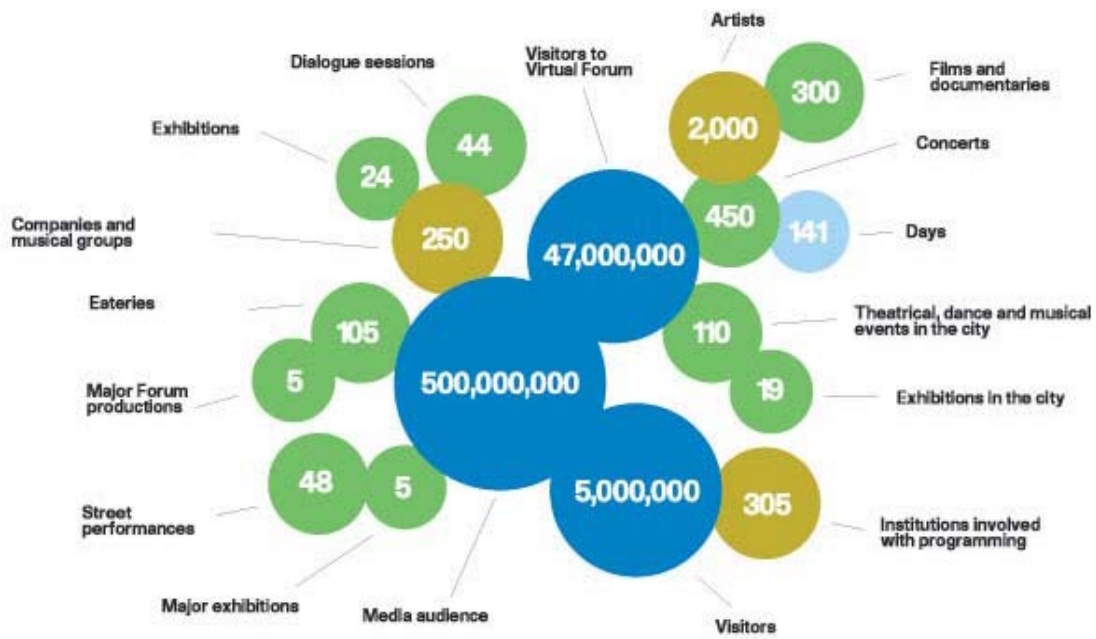 Artists
Visitors to
Virtual Forum
Dialogue sessions
Films and
documentaries
300
2,000
Exhibitions
44
Concerts
24
450
141
Days
Companies and
musical groups
250
47,000,000
Eateries
105
110
Theatrical, dance and musical
events in the city
5
500,000,000
19
Major Forum
productions
Exhibitions in the city
48
5
5,000,000
305
Street
performances
Institutions involved
with programming
Major exhibitions
Media audience
Visitors